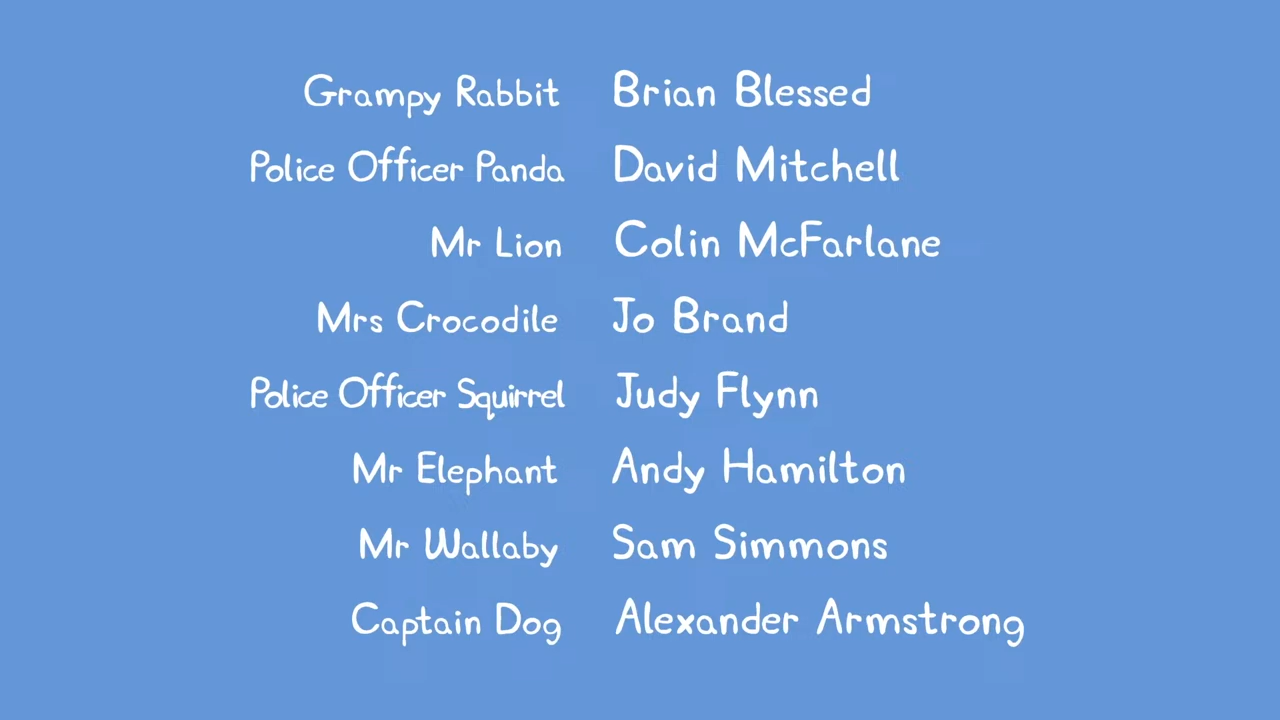 Grampy Rabbit Brian Blessed
Police Officer Panda David Mitchell
Mr Lion Colin McFarlane
Mrs Crocodile Jo Brand
Police Officer Squirrel Judy Flynn
Mr Elephant Andy Hamilton
Mr Wallaby Sam Simmons
Captain Dog Alexander Armstrong